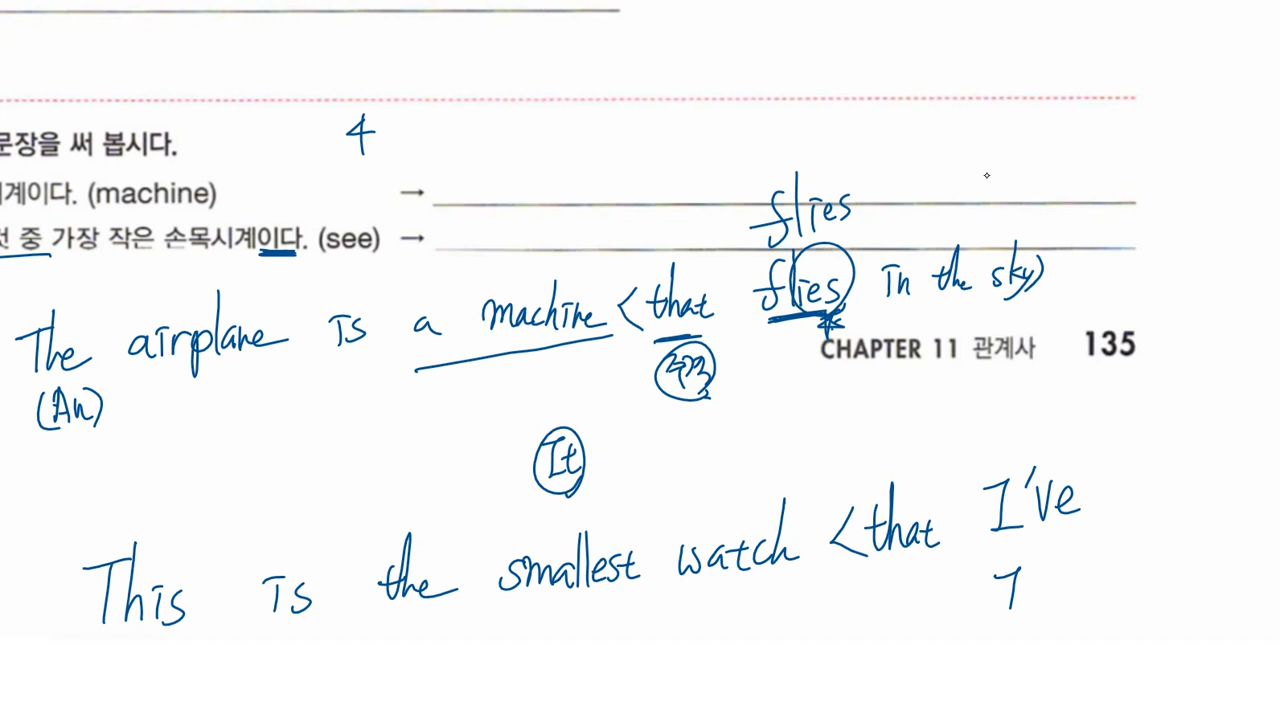 문장을 써 봅시다.
4
계이다. (machine) →
flies
것 중 가장 작은 손목시계이다. (see) →
The airplane is a machine < that flies in the sky)
(An)
CHAPTER 11 관계사 135
It
This is the smallest watch < that I've